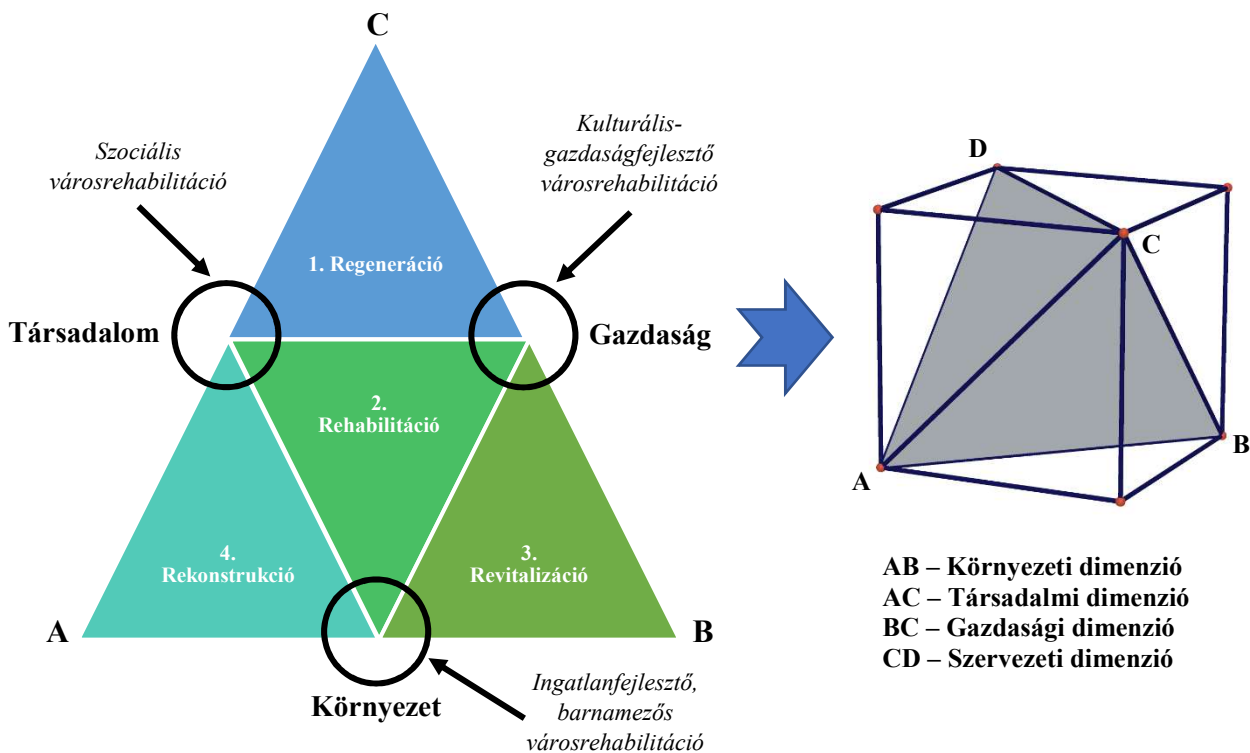 C
Szociális
városrehabilitáció
Kulturális-
gazdaságfejlesztő
városrehabilitáció
1. Regeneráció
Társadalom
Gazdaság
2.
Rehabilitáció
4.
Rekonstrukció
3.
Revitalizáció
A
B
Környezet
Ingatlanfejlesztő,
barnamezős
városrehabilitáció
D
C
B
A
AB – Környezeti dimenzió
AC – Társadalmi dimenzió
BC – Gazdasági dimenzió
CD – Szervezeti dimenzió